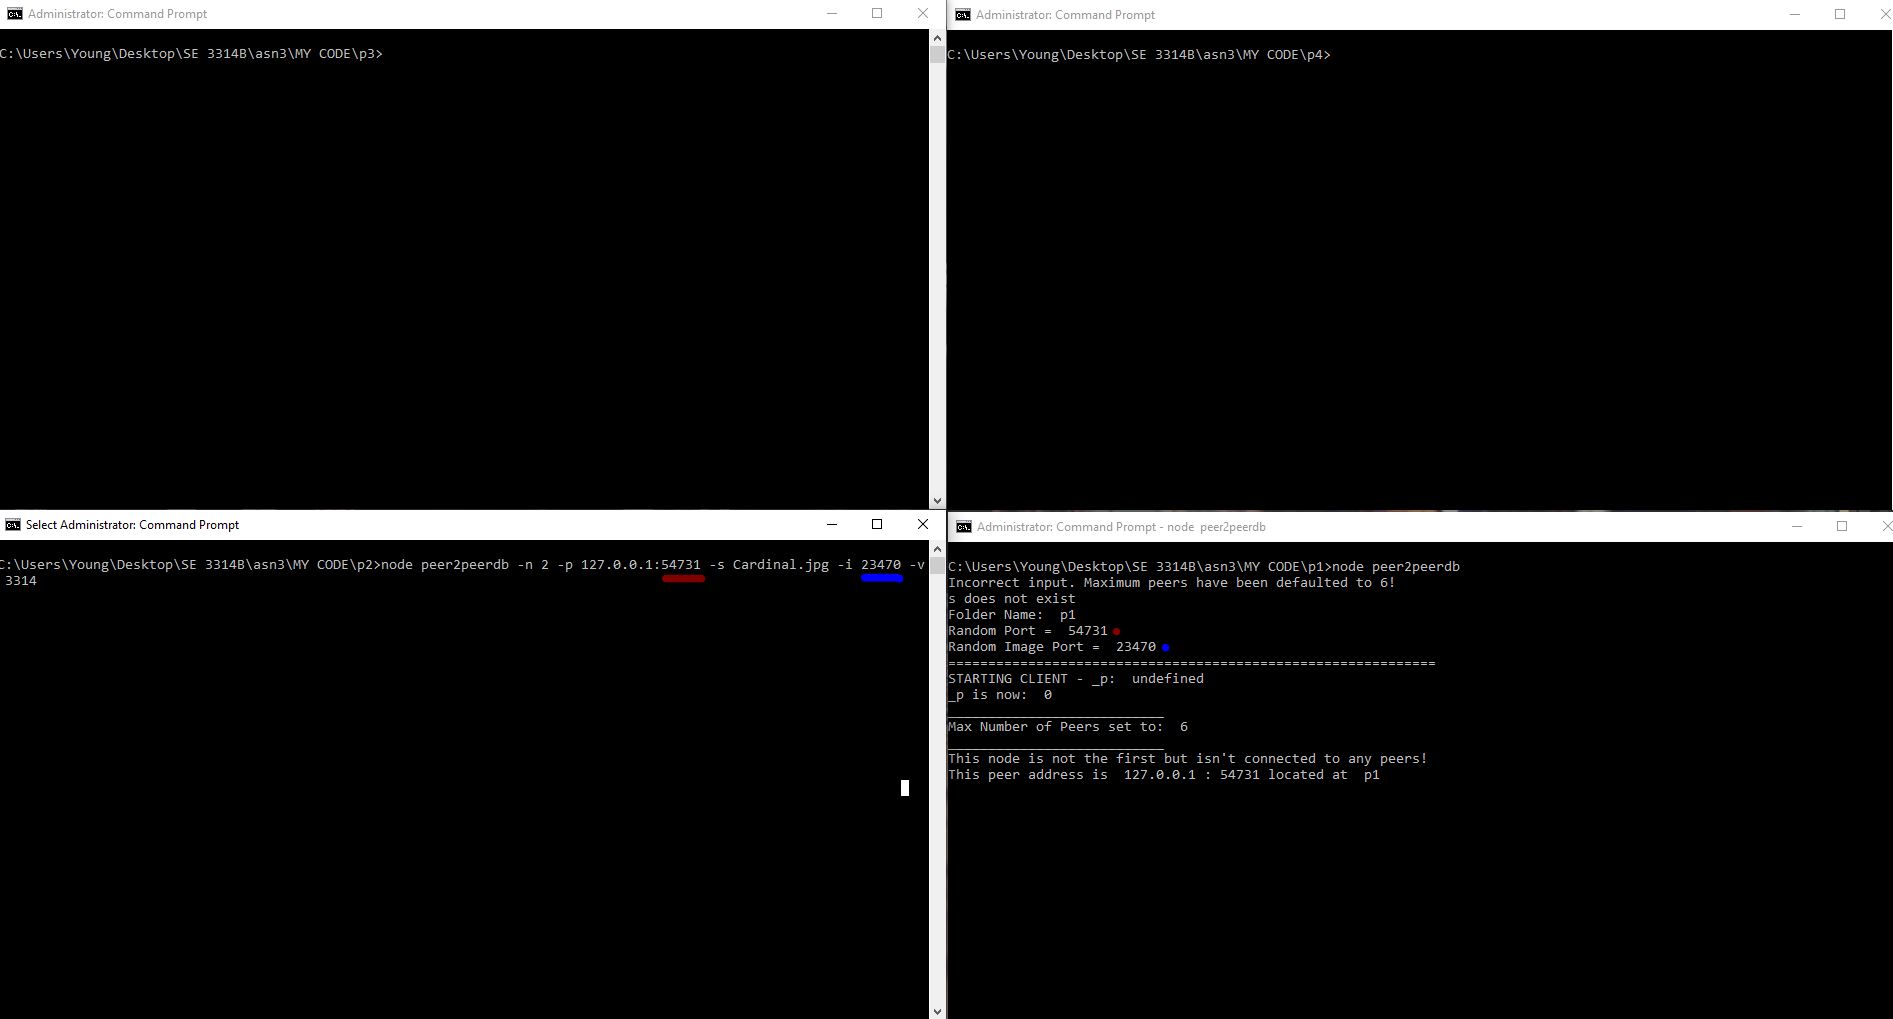 Administrator: Command Prompt
C:\Users\Young\Desktop\SE 3314B\asn3\MY CODE\p3>
Administrator: Command Prompt
C:\Users\Young\Desktop\SE 3314B\asn3\MY CODE\p4>
Select Administrator: Command Prompt
C:\Users\Young\Desktop\SE 3314B\asn3\MY CODE\p2>node peer2peerdb -n 2 -p 127.0.0.1:54731 -s Cardinal.jpg -i 23470 -v
3314
Administrator: Command Prompt - node  peer2peerdb
C:\Users\Young\Desktop\SE 3314B\asn3\MY CODE\p1>node peer2peerdb
Incorrect input. Maximum peers have been defaulted to 6!
s does not exist
Folder Name:  p1
Random Port =  54731
Random Image Port =  23470
=============================================================
STARTING CLIENT - _p:  undefined
_p is now:  0
___________________________
Max Number of Peers set to:  6
___________________________
This node is not the first but isn't connected to any peers!
This peer address is  127.0.0.1 : 54731 located at  p1